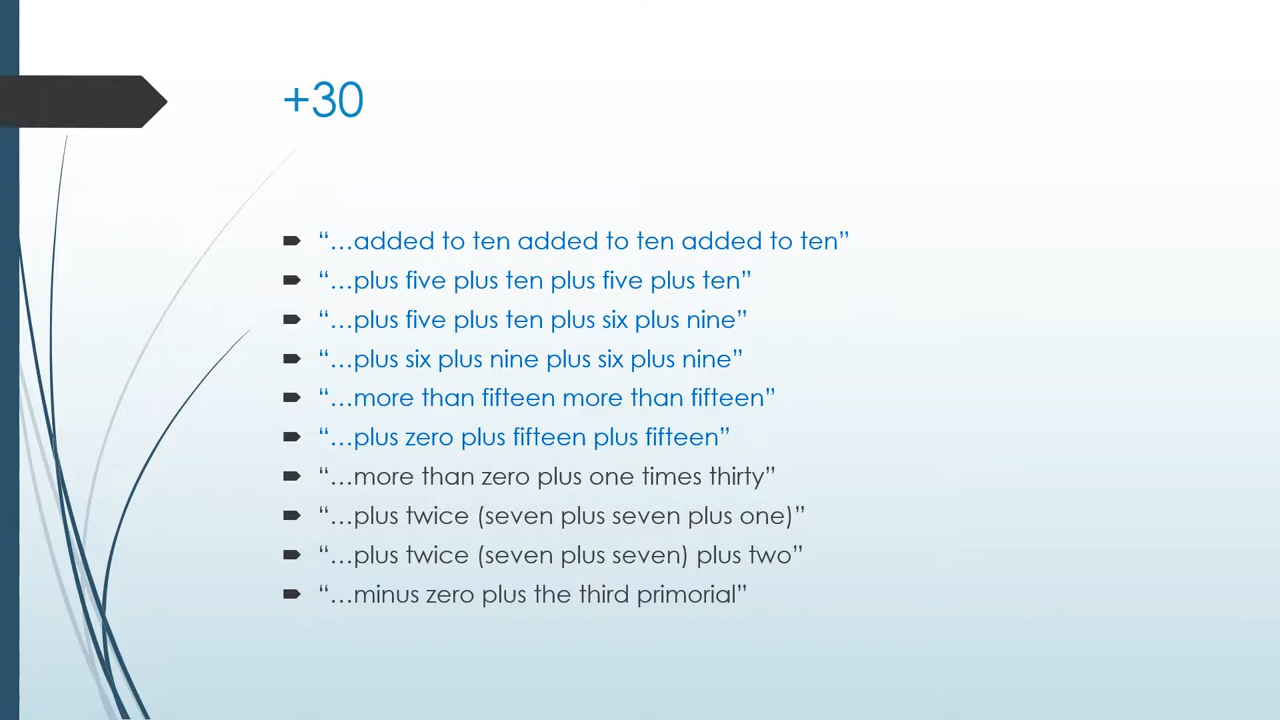 +30
“…added to ten added to ten added to ten”
“…plus five plus ten plus five plus ten”
“…plus five plus ten plus six plus nine”
“…plus six plus nine plus six plus nine”
“…more than fifteen more than fifteen”
“…plus zero plus fifteen plus fifteen”
“…more than zero plus one times thirty”
“…plus twice (seven plus seven plus one)”
“…plus twice (seven plus seven) plus two”
“…minus zero plus the third primorial”